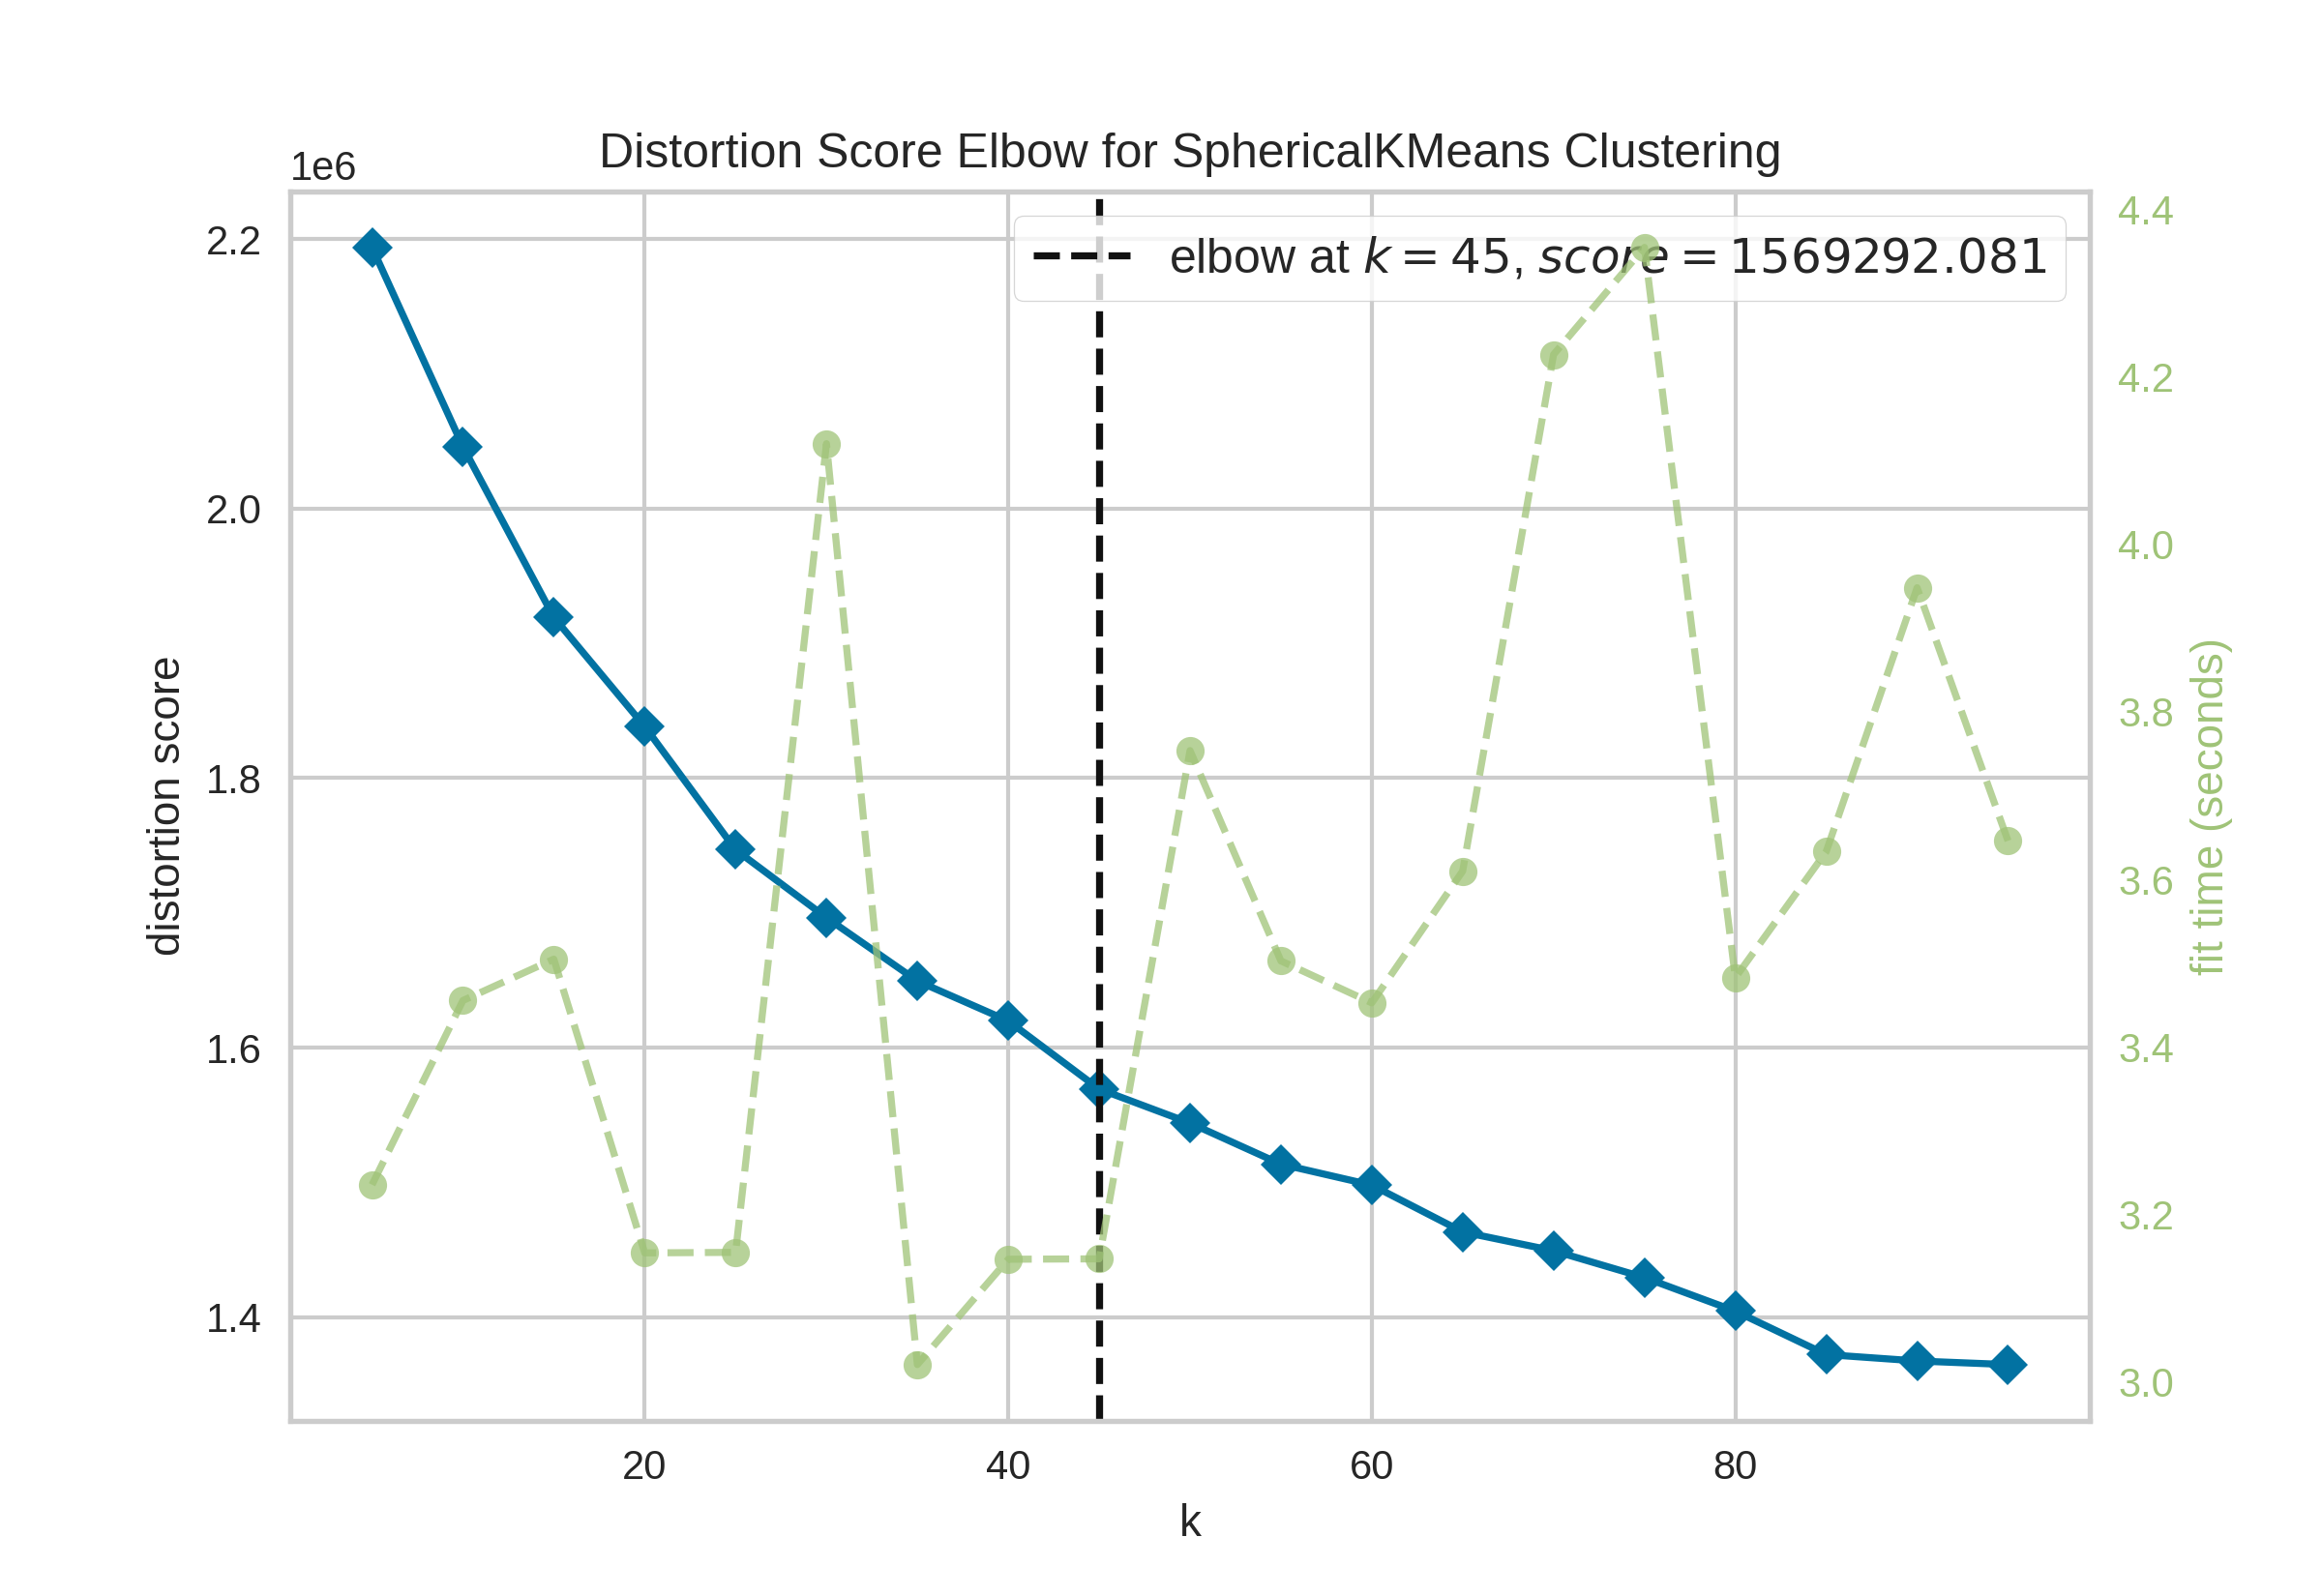 Distortion Score Elbow for SphericalKMeans Clustering
1e6
elbow at k = 45, score = 1569292.081
2.2
2.0
1.8
1.6
1.4
distortion score
4.4
4.2
4.0
3.8
3.6
3.4
3.2
3.0
fit time (seconds)
20 40 60 80
k